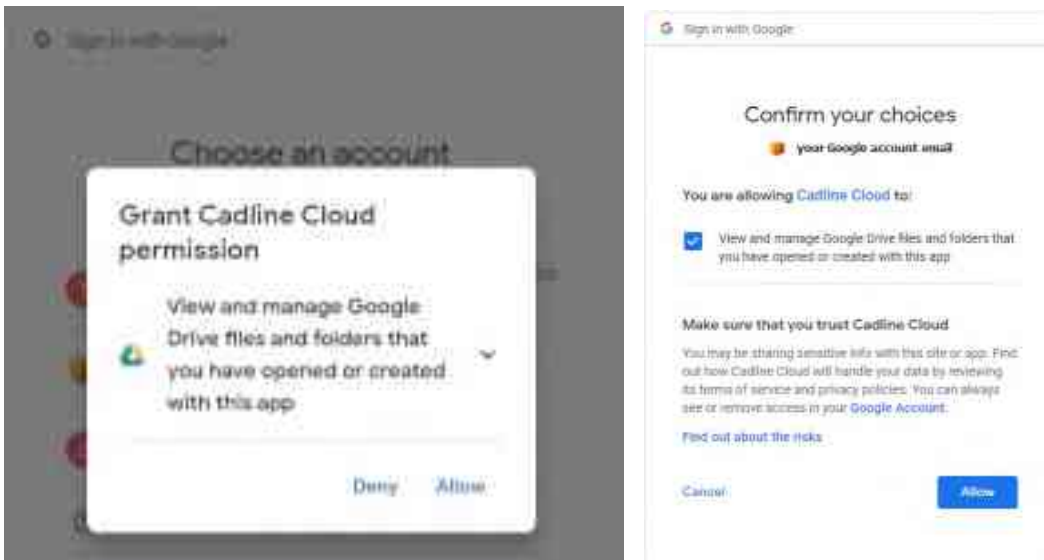 Sign in with Google
Choose an account
Grant Cadline Cloud
permission
View and manage Google
Drive files and folders that
you have opened or created
with this app
Deny Allow
Sign in with Google
Confirm your choices
your Google account email
You are allowing Cadline Cloud to:
View and manage Google Drive files and folders that
you have opened or created with this app
Make sure that you trust Cadline Cloud
You may be sharing sensitive info with this site or app. Find
out how Cadline Cloud will handle your data by reviewing
its terms of service and privacy policies. You can always
see or remove access in your Google Account.
Find out about the risks
Cancel Allow